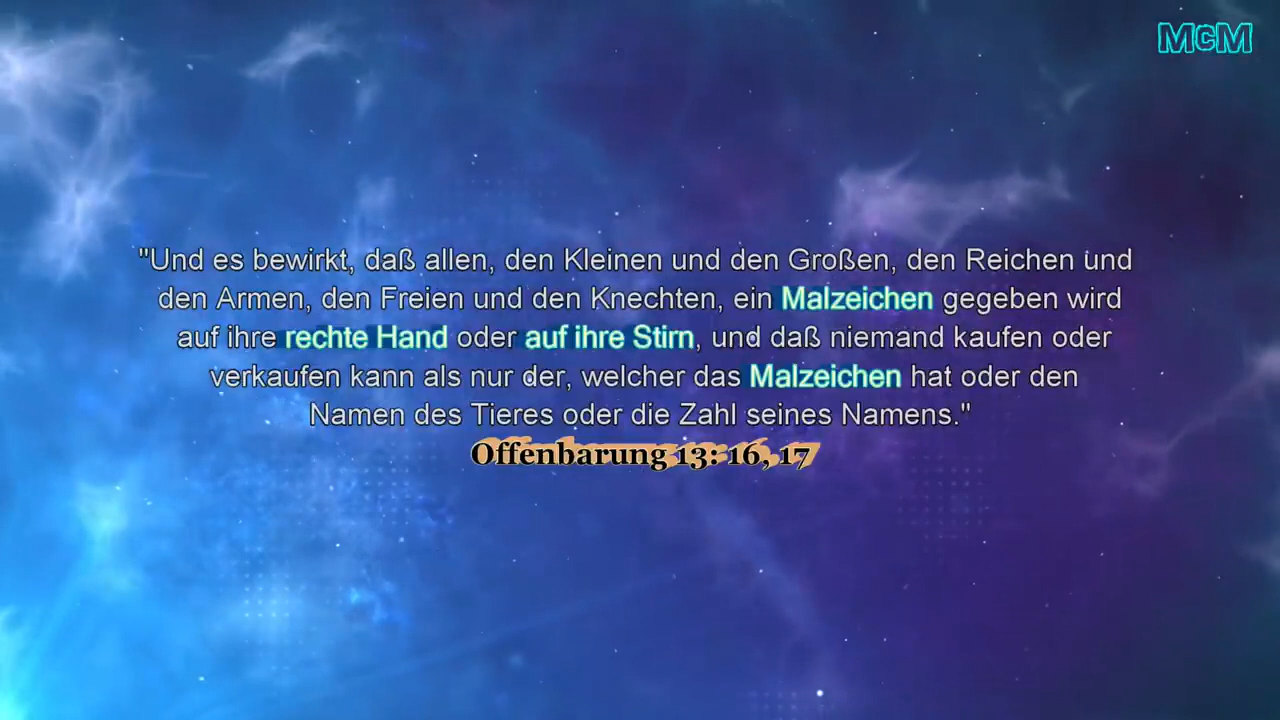 McM
"Und es bewirkt, daß allen, den Kleinen und den Großen, den Reichen und
den Armen, den Freien und den Knechten, ein Malzeichen gegeben wird
auf ihre rechte Hand oder auf ihre Stirn, und daß niemand kaufen oder
verkaufen kann als nur der, welcher das Malzeichen hat oder den
Namen des Tieres oder die Zahl seines Namens."
Offenbarung 13: 16, 17